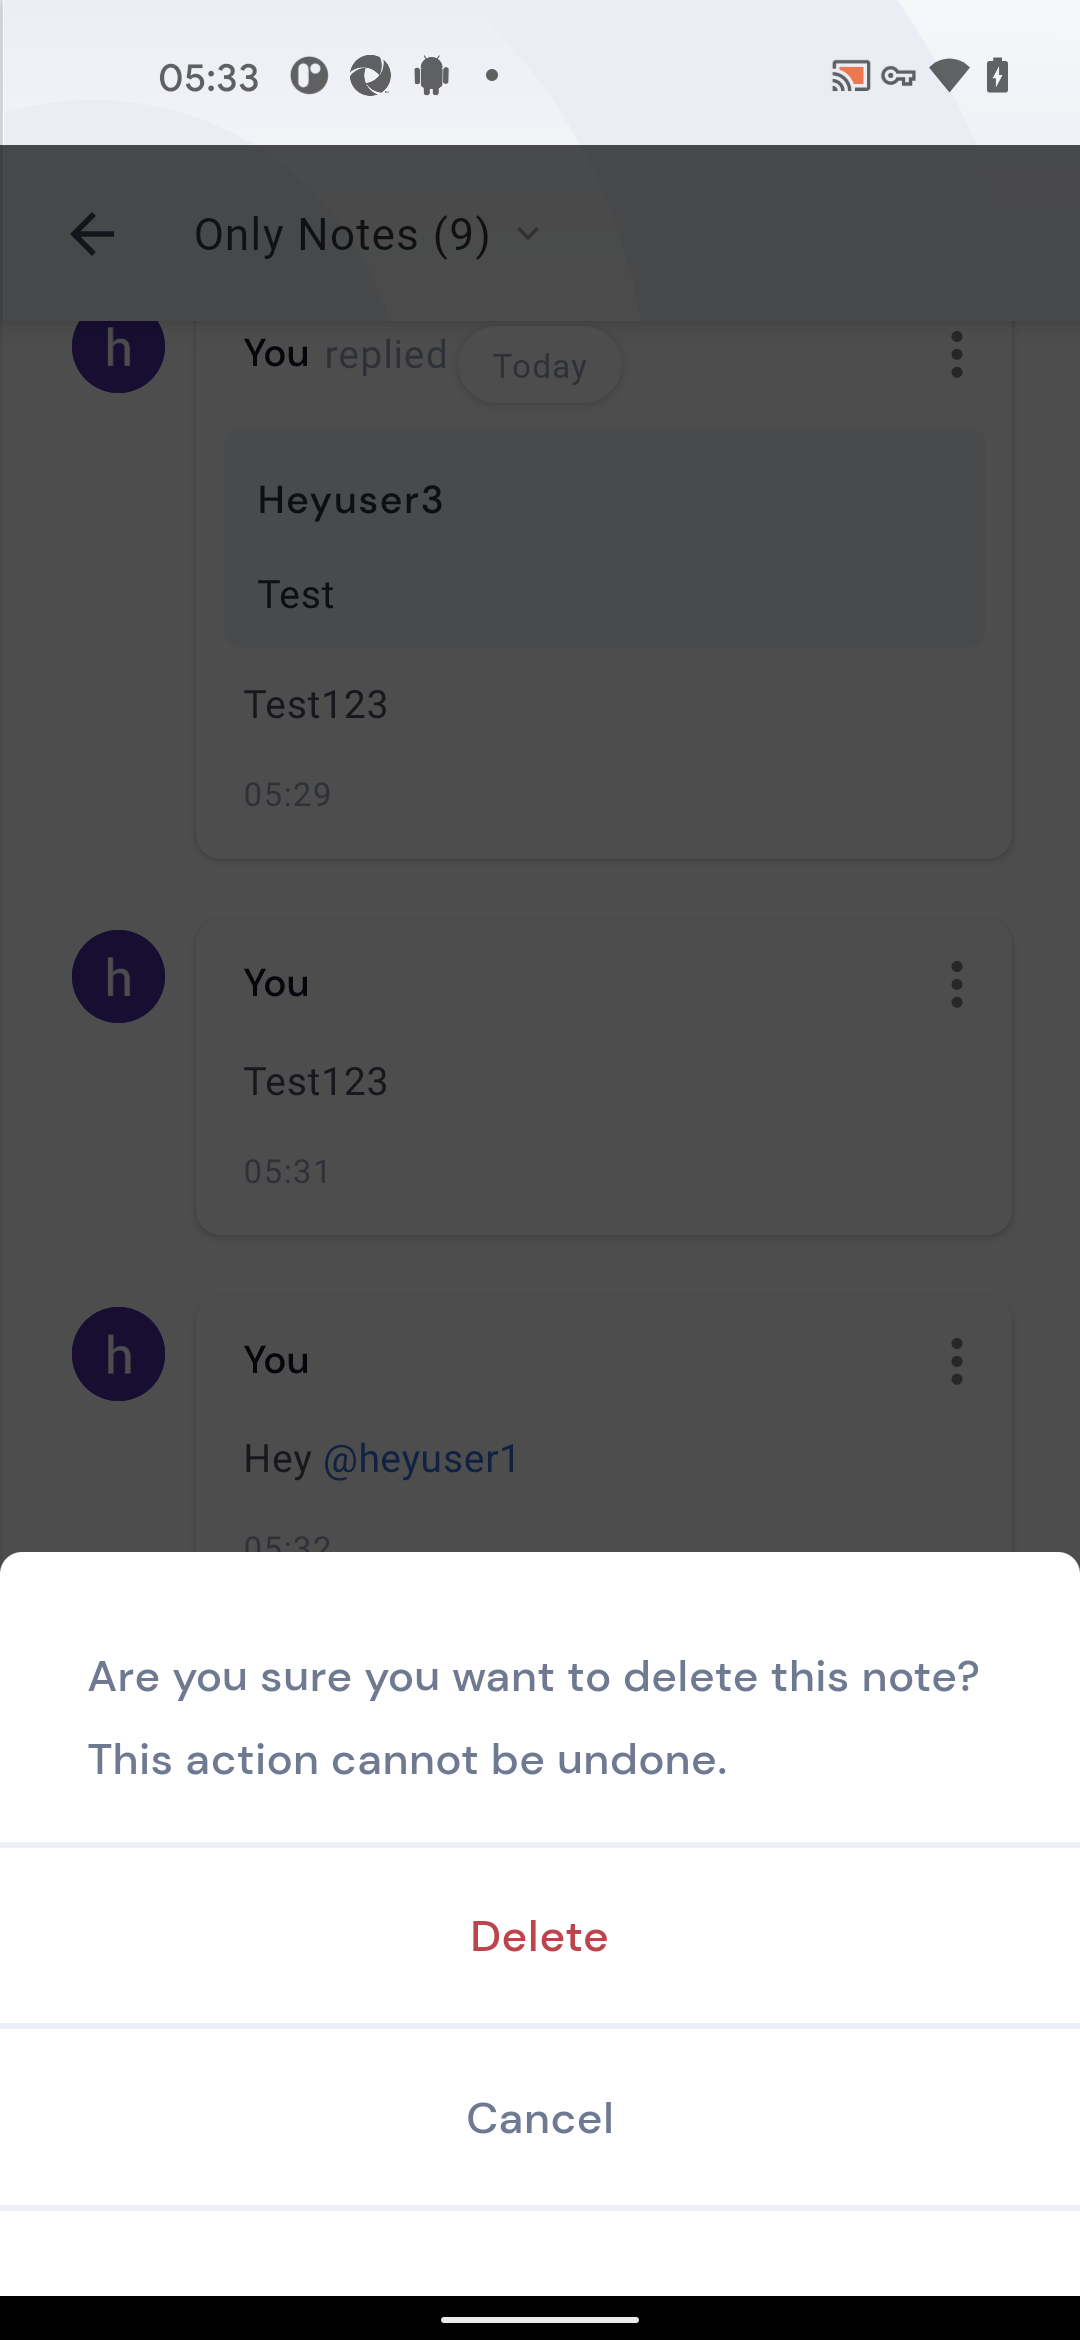 05:33
Only Notes (9)
h
You replied
Today
Heyuser3
Test
Test123
05:29
h
You
Test123
05:31
h
You
Hey @heyuser1
05:32
Are you sure you want to delete this note?
This action cannot be undone.
Delete
Cancel